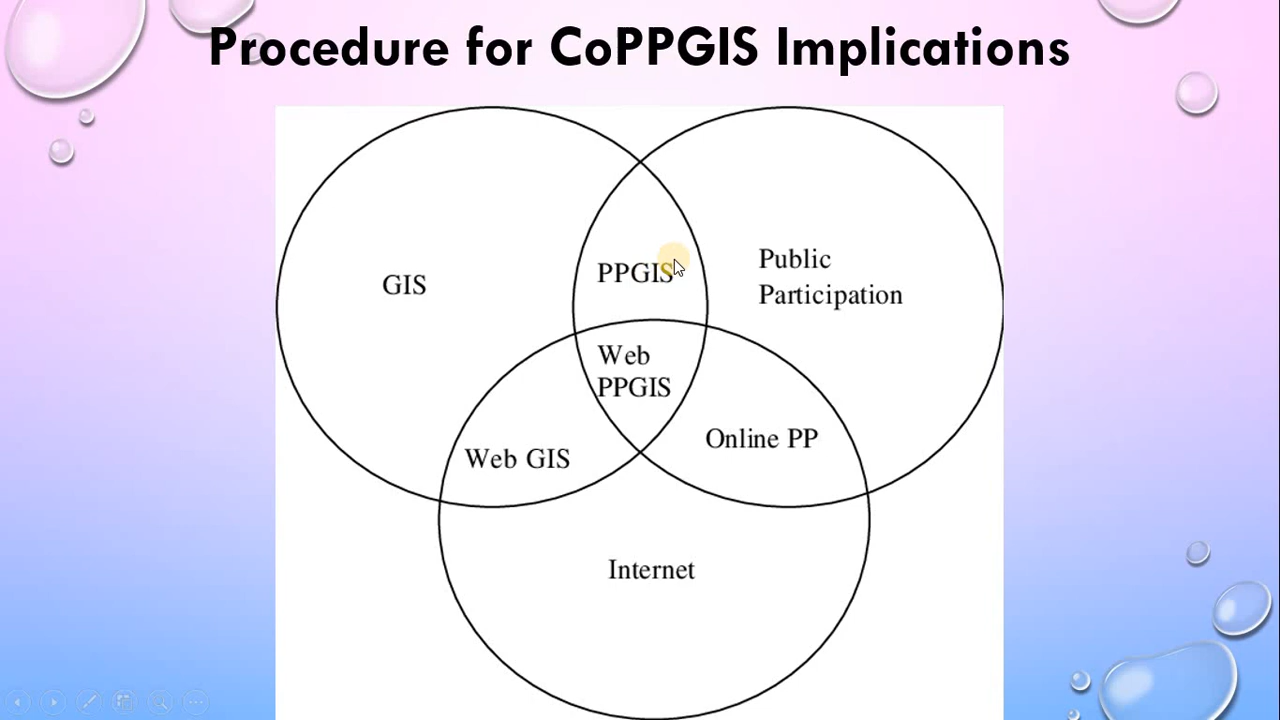 Procedure for CoPPGIS Implications
GIS
PPGIS
Public
Participation
Web
PPGIS
Web GIS
Online PP
Internet